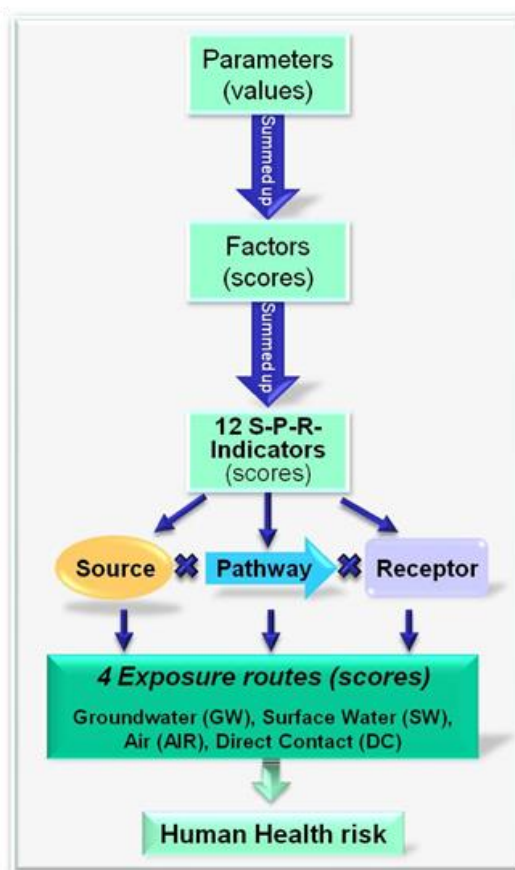 Parameters
(values)
Summed up
Factors
(scores)
Summed up
12 S-P-R-
Indicators
(scores)
Source
Pathway
Receptor
4 Exposure routes (scores)
Groundwater (GW), Surface Water (SW),
Air (AIR), Direct Contact (DC)
Human Health risk